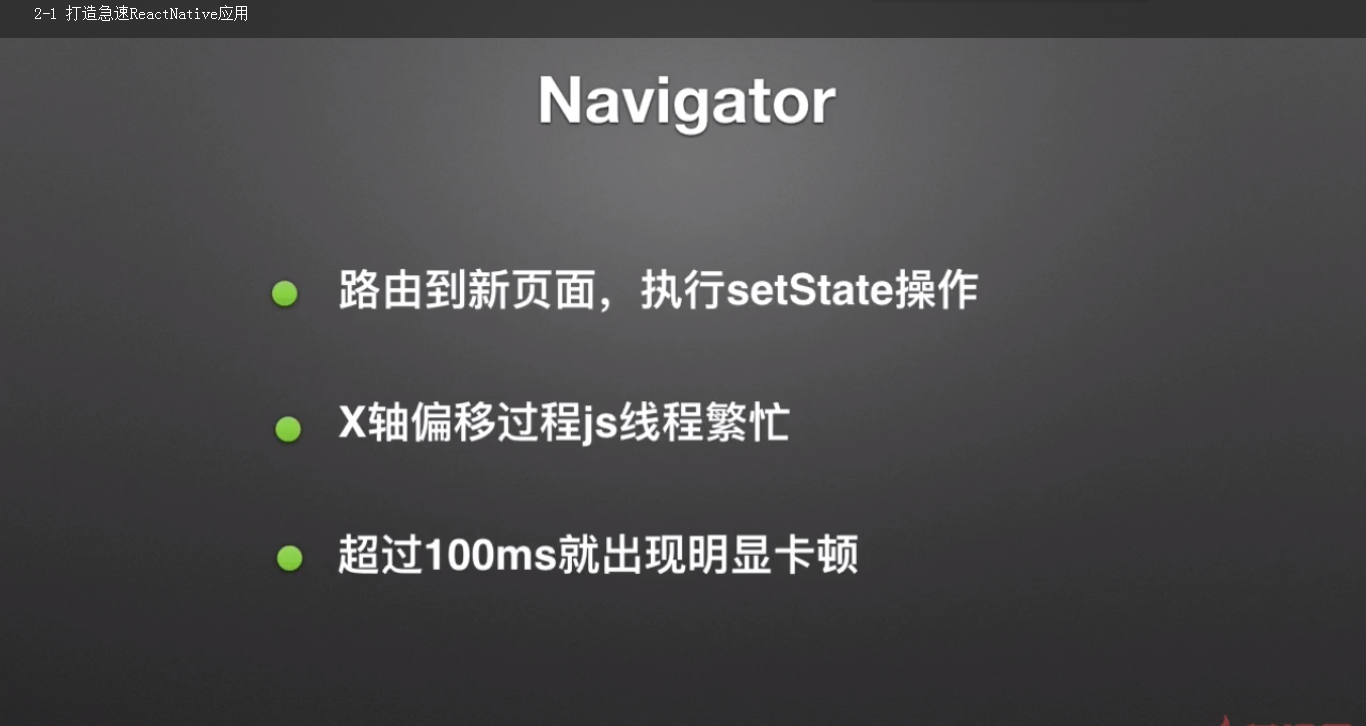 2-1 打造急速ReactNative应用
Navigator
路由到新页面，执行setState操作
X轴偏移过程js线程繁忙
超过100ms就出现明显卡顿